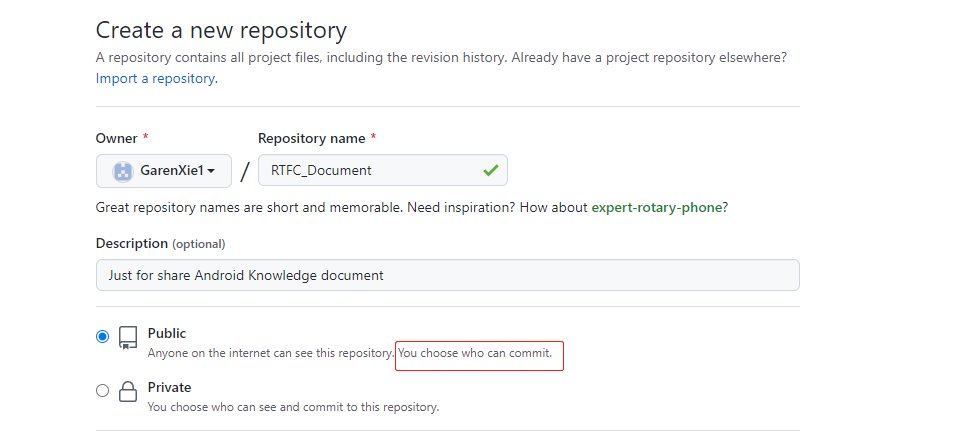 Create a new repository
A repository contains all project files, including the revision history. Already have a project repository elsewhere?
Import a repository.
Owner * Repository name *
GarenXie1 / RTFC_Document
Great repository names are short and memorable. Need inspiration? How about expert-rotary-phone?
Description (optional)
Just for share Android Knowledge document
Public
Anyone on the internet can see this repository. You choose who can commit.
Private
You choose who can see and commit to this repository.